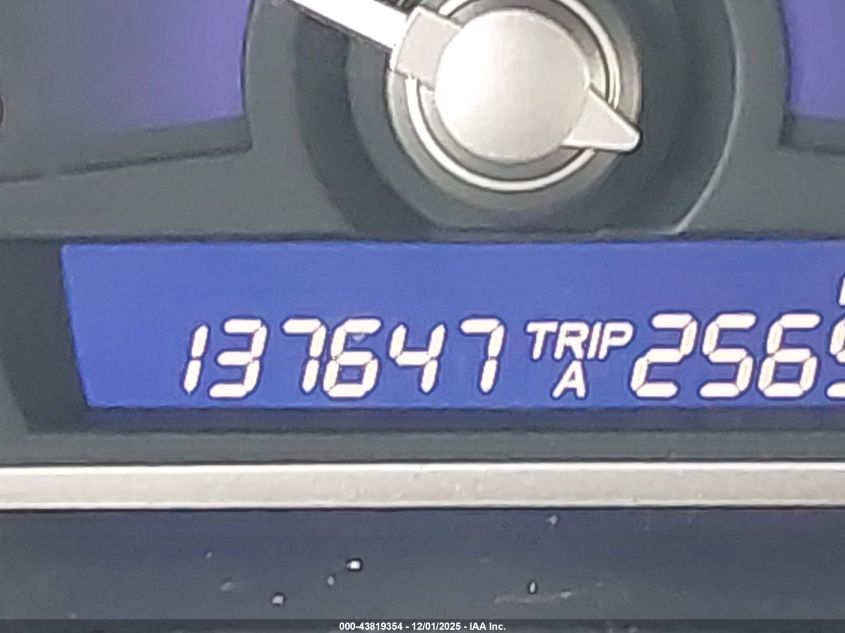 137647 TRIP A 256
000-43819354 - 12/01/2025 - IAA Inc.